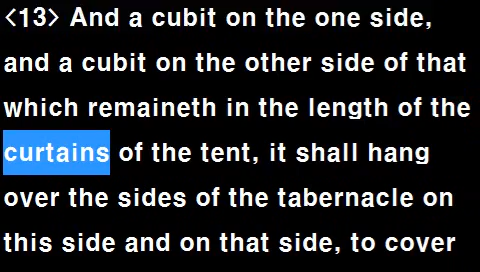 <13> And a cubit on the one side,
and a cubit on the other side of that
which remaineth in the length of the
curtains of the tent, it shall hang
over the sides of the tabernacle on
this side and on that side, to cover